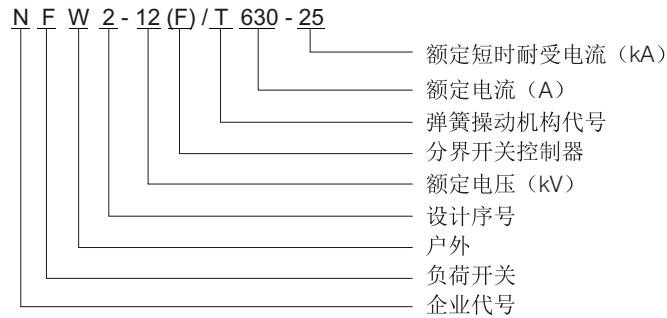 N F W 2 - 12 (F) / T 630 - 25
额定短时耐受电流（kA）
额定电流（A）
弹簧操动机构代号
分界开关控制器
额定电压（kV）
设计序号
户外
负荷开关
企业代号